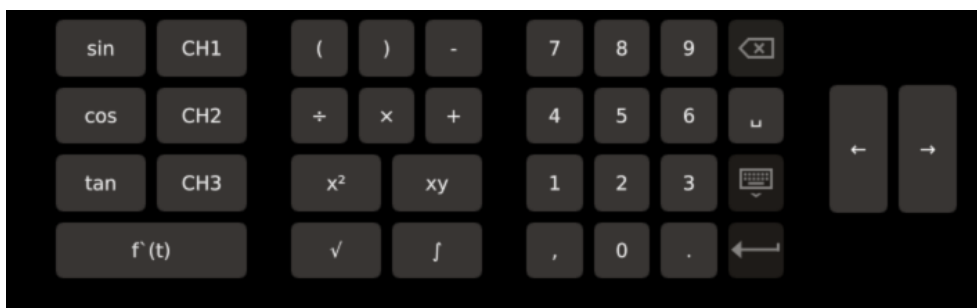 sin CH1 ( ) - 7 8 9
cos CH2 ÷ × + 4 5 6 ␣ ← →
tan CH3 x² xy 1 2 3
f`(t) √ ∫ , 0 .